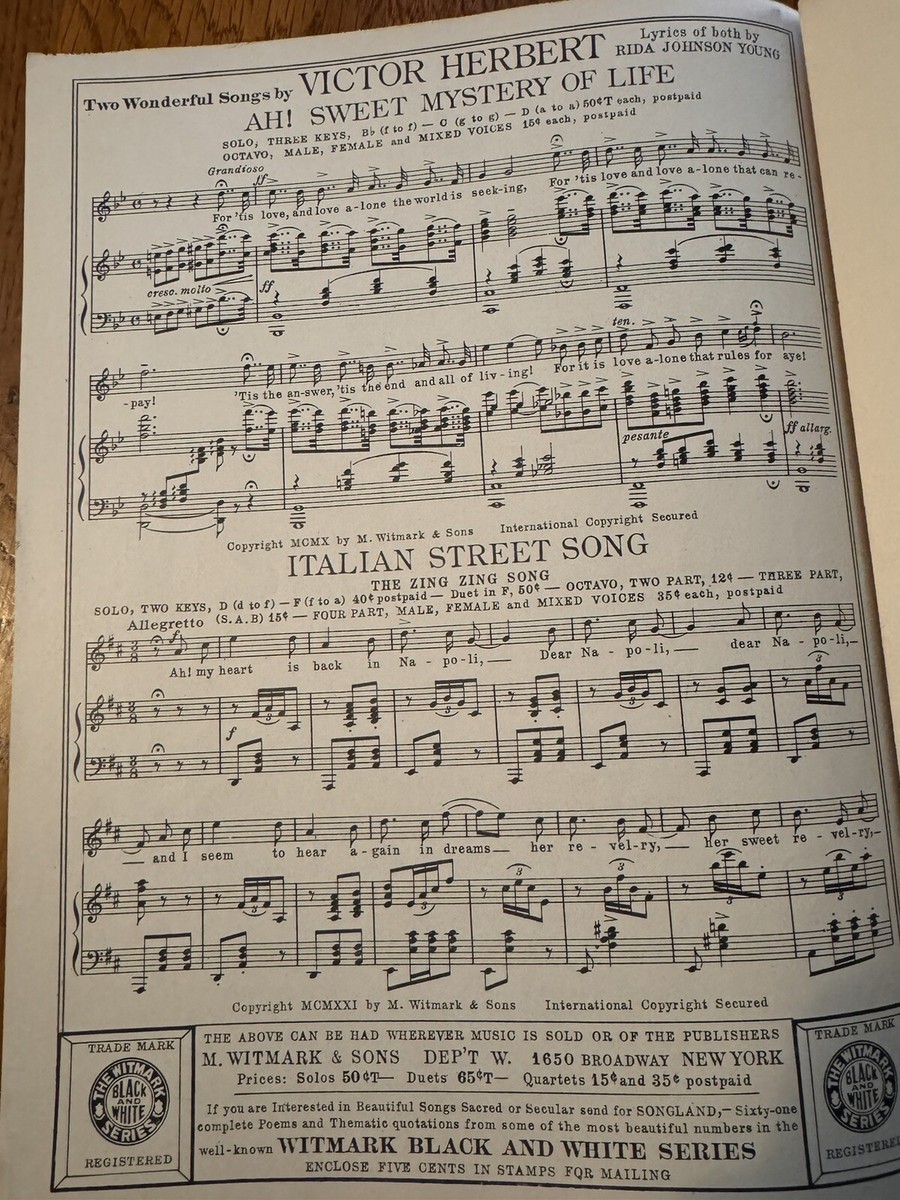 Two Wonderful Songs by VICTOR HERBERT Lyrics of both by RIDA JOHNSON YOUNG
AH! SWEET MYSTERY OF LIFE
SOLO, THREE KEYS, B♭ (f to f) — C (g to g) — D (a to a) 50¢T each, postpaid
OCTAVO, MALE, FEMALE and MIXED VOICES 15¢ each, postpaid
Grandioso
ff
For 'tis love, and love a-lone the world is seek-ing, For 'tis love and love a-lone that can re-
cresc. molto
ff
ten.
-pay! 'Tis the an-swer, 'tis the end and all of liv-ing! For it is love a-lone that rules for aye!
pesante
ff allarg.
Copyright MCMX by M. Witmark & Sons International Copyright Secured
ITALIAN STREET SONG
THE ZING ZING SONG
SOLO, TWO KEYS, D (d to f) — F (f to a) 40¢ postpaid — Duet in F, 50¢ — OCTAVO, TWO PART, 12¢ — THREE PART,
(S.A.B) 15¢ — FOUR PART, MALE, FEMALE and MIXED VOICES 35¢ each, postpaid
Allegretto
f
Ah! my heart is back in Na - po-li,— Dear Na - po-li,— dear Na - po-li,—
3 3 3
f
— and I seem to hear a-gain in dreams— her re - vel-ry,— Her sweet re - vel-ry,—
3 3 3 3 3 3
Copyright MCMXXI by M. Witmark & Sons International Copyright Secured
TRADE MARK
THE WITMARK
BLACK
AND
WHITE
SERIES
REGISTERED
THE ABOVE CAN BE HAD WHEREVER MUSIC IS SOLD OR OF THE PUBLISHERS
M. WITMARK & SONS DEP'T W. 1650 BROADWAY NEW YORK
Prices: Solos 50¢T— Duets 65¢T— Quartets 15¢ and 35¢ postpaid
If you are Interested in Beautiful Songs Sacred or Secular send for SONGLAND,— Sixty-one
complete Poems and Thematic quotations from some of the most beautiful numbers in the
well-known WITMARK BLACK AND WHITE SERIES
ENCLOSE FIVE CENTS IN STAMPS FOR MAILING
TRADE MARK
THE WITMARK
BLACK
AND
WHITE
SERIES
REGISTERED